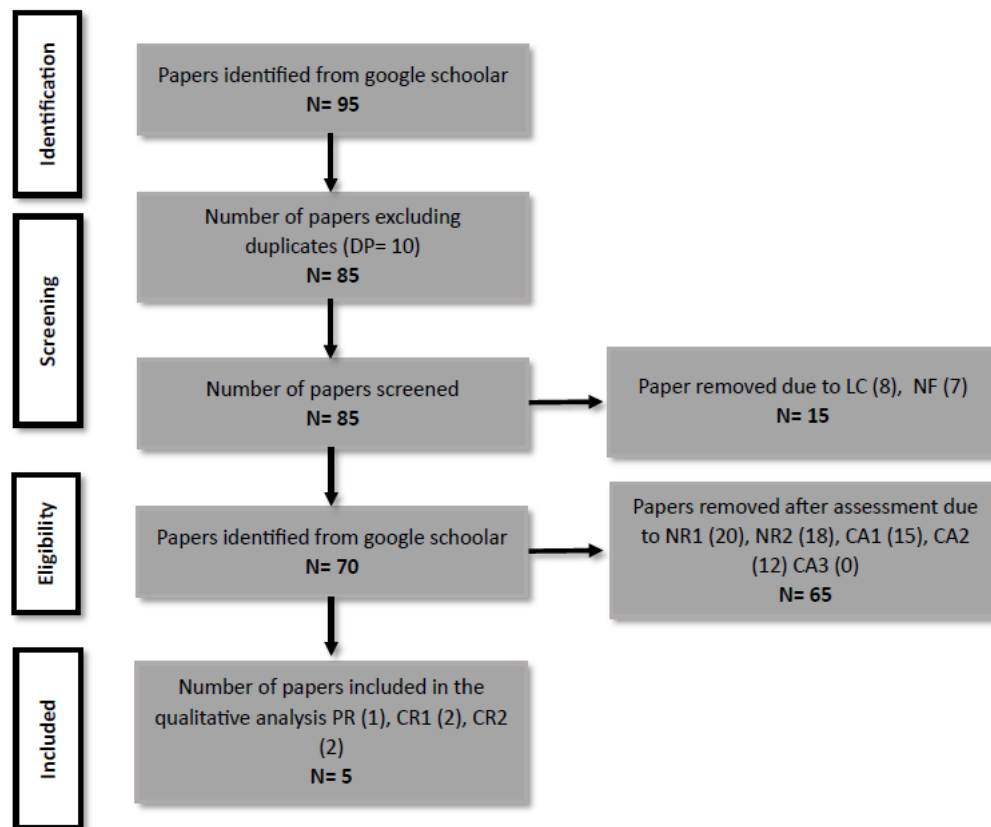 Identification
Papers identified from google schoolar
N= 95
Screening
Number of papers excluding
duplicates (DP= 10)
N= 85
Number of papers screened
N= 85
Paper removed due to LC (8),  NF (7)
N= 15
Eligibility
Papers identified from google schoolar
N= 70
Papers removed after assessment due
to NR1 (20), NR2 (18), CA1 (15), CA2
(12) CA3 (0)
N= 65
Included
Number of papers included in the
qualitative analysis PR (1), CR1 (2), CR2
(2)
N= 5